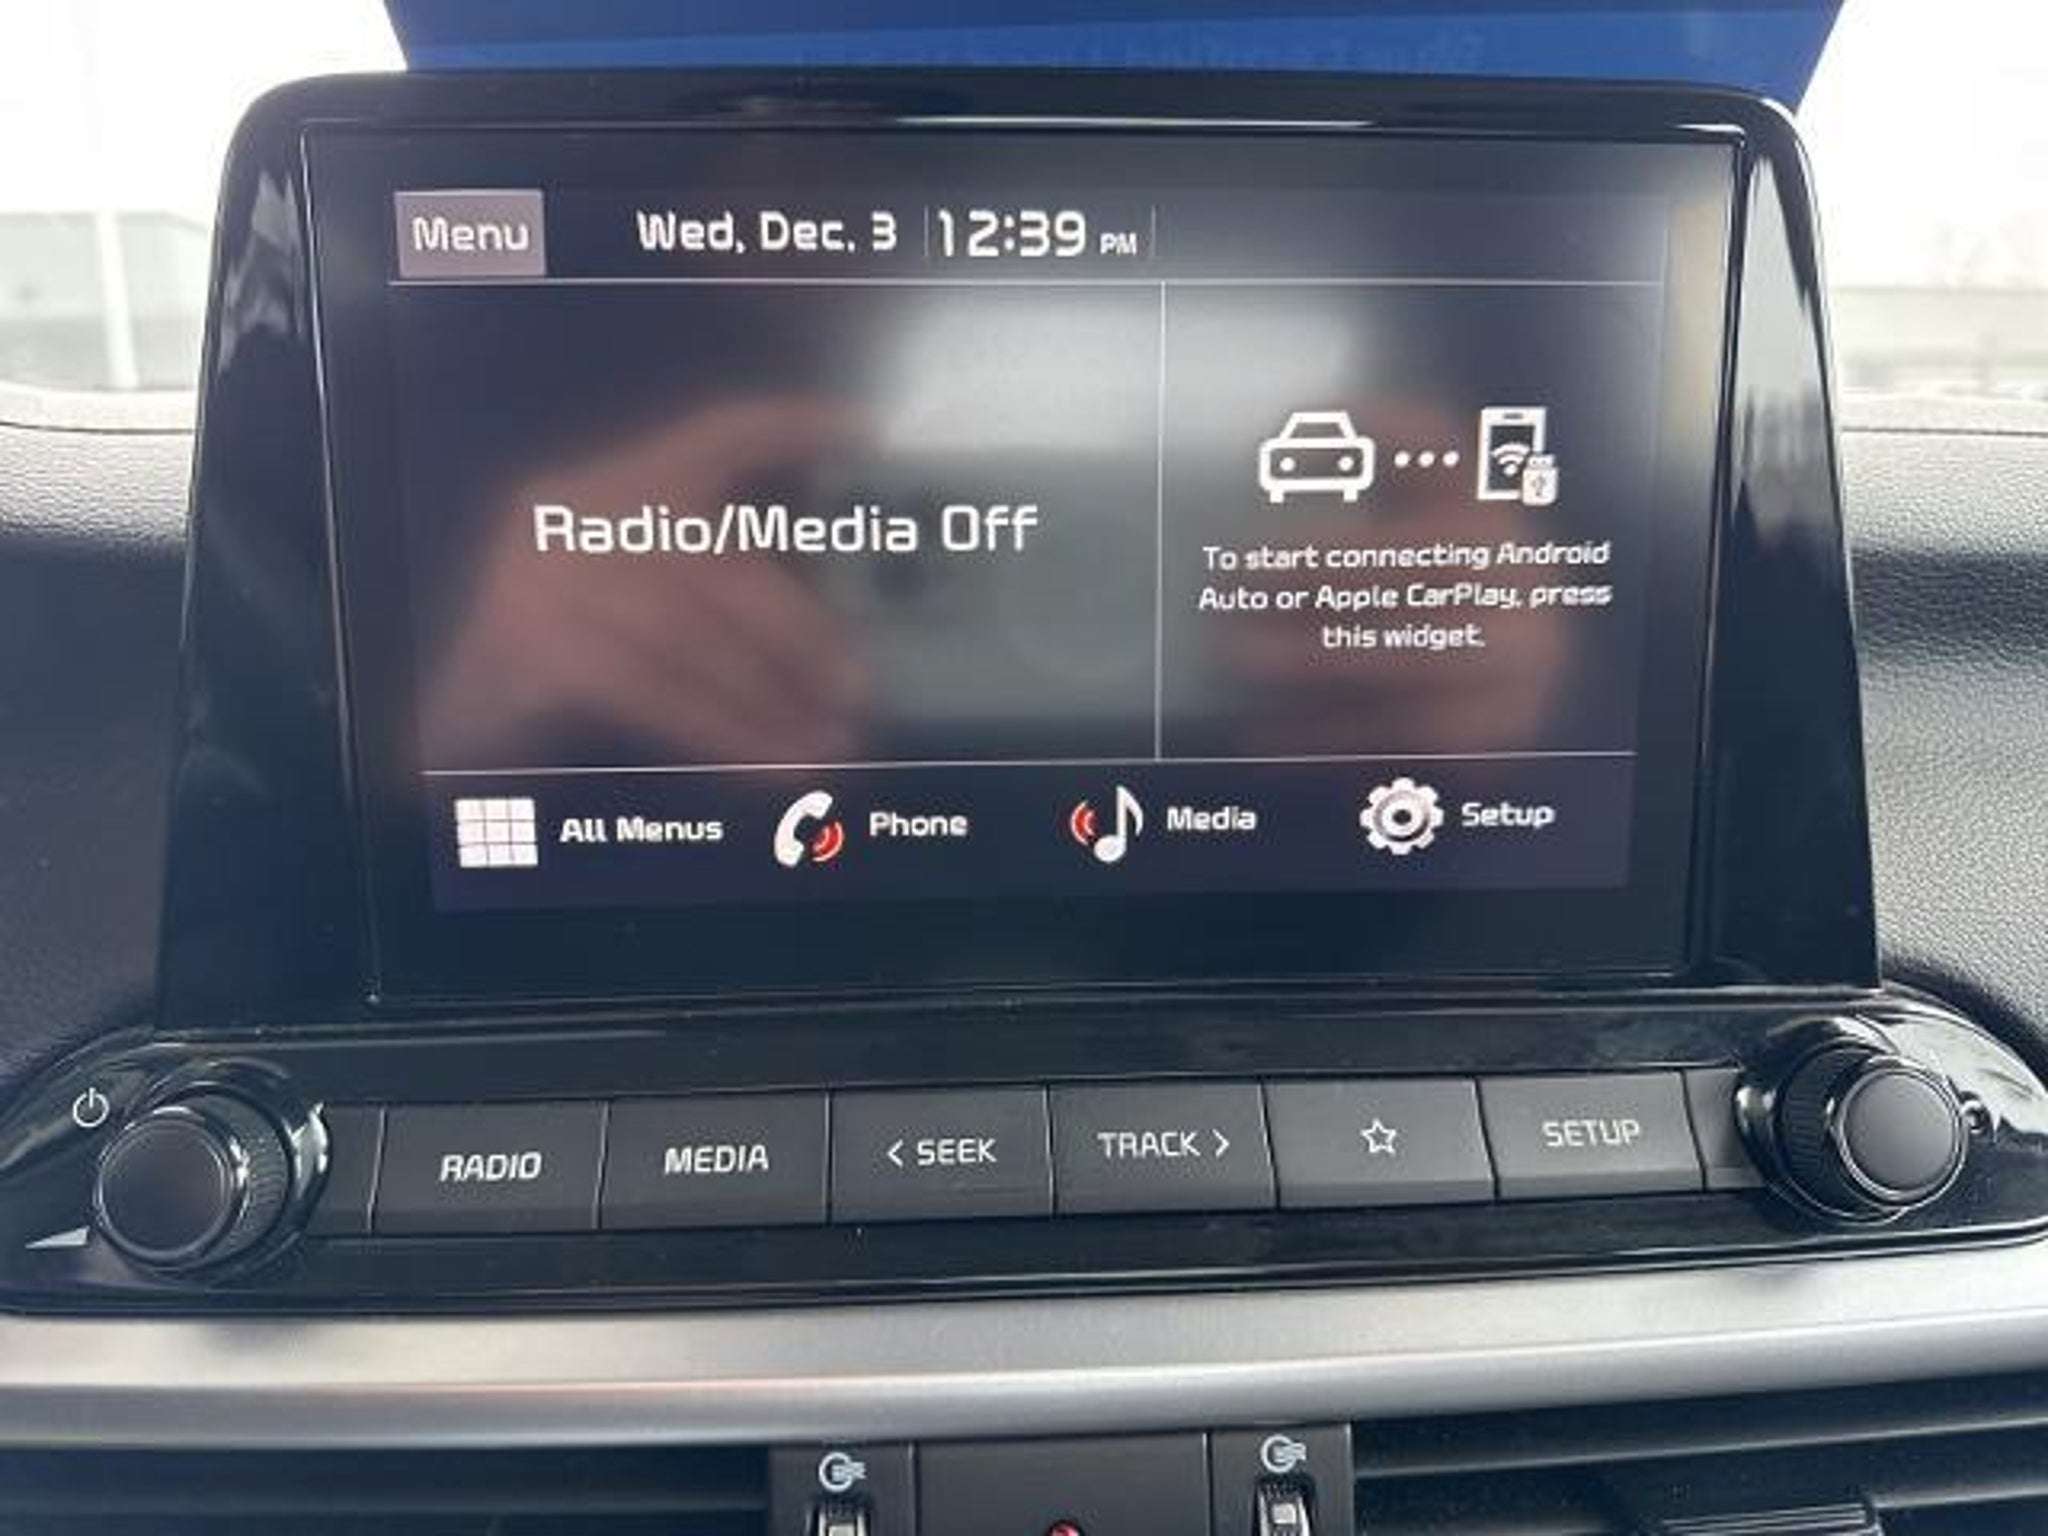 Menu
Wed, Dec. 3
12:39 PM
Radio/Media Off
To start connecting Android
Auto or Apple CarPlay, press
this widget.
All Menus
Phone
Media
Setup
RADIO
MEDIA
< SEEK
TRACK >
SETUP